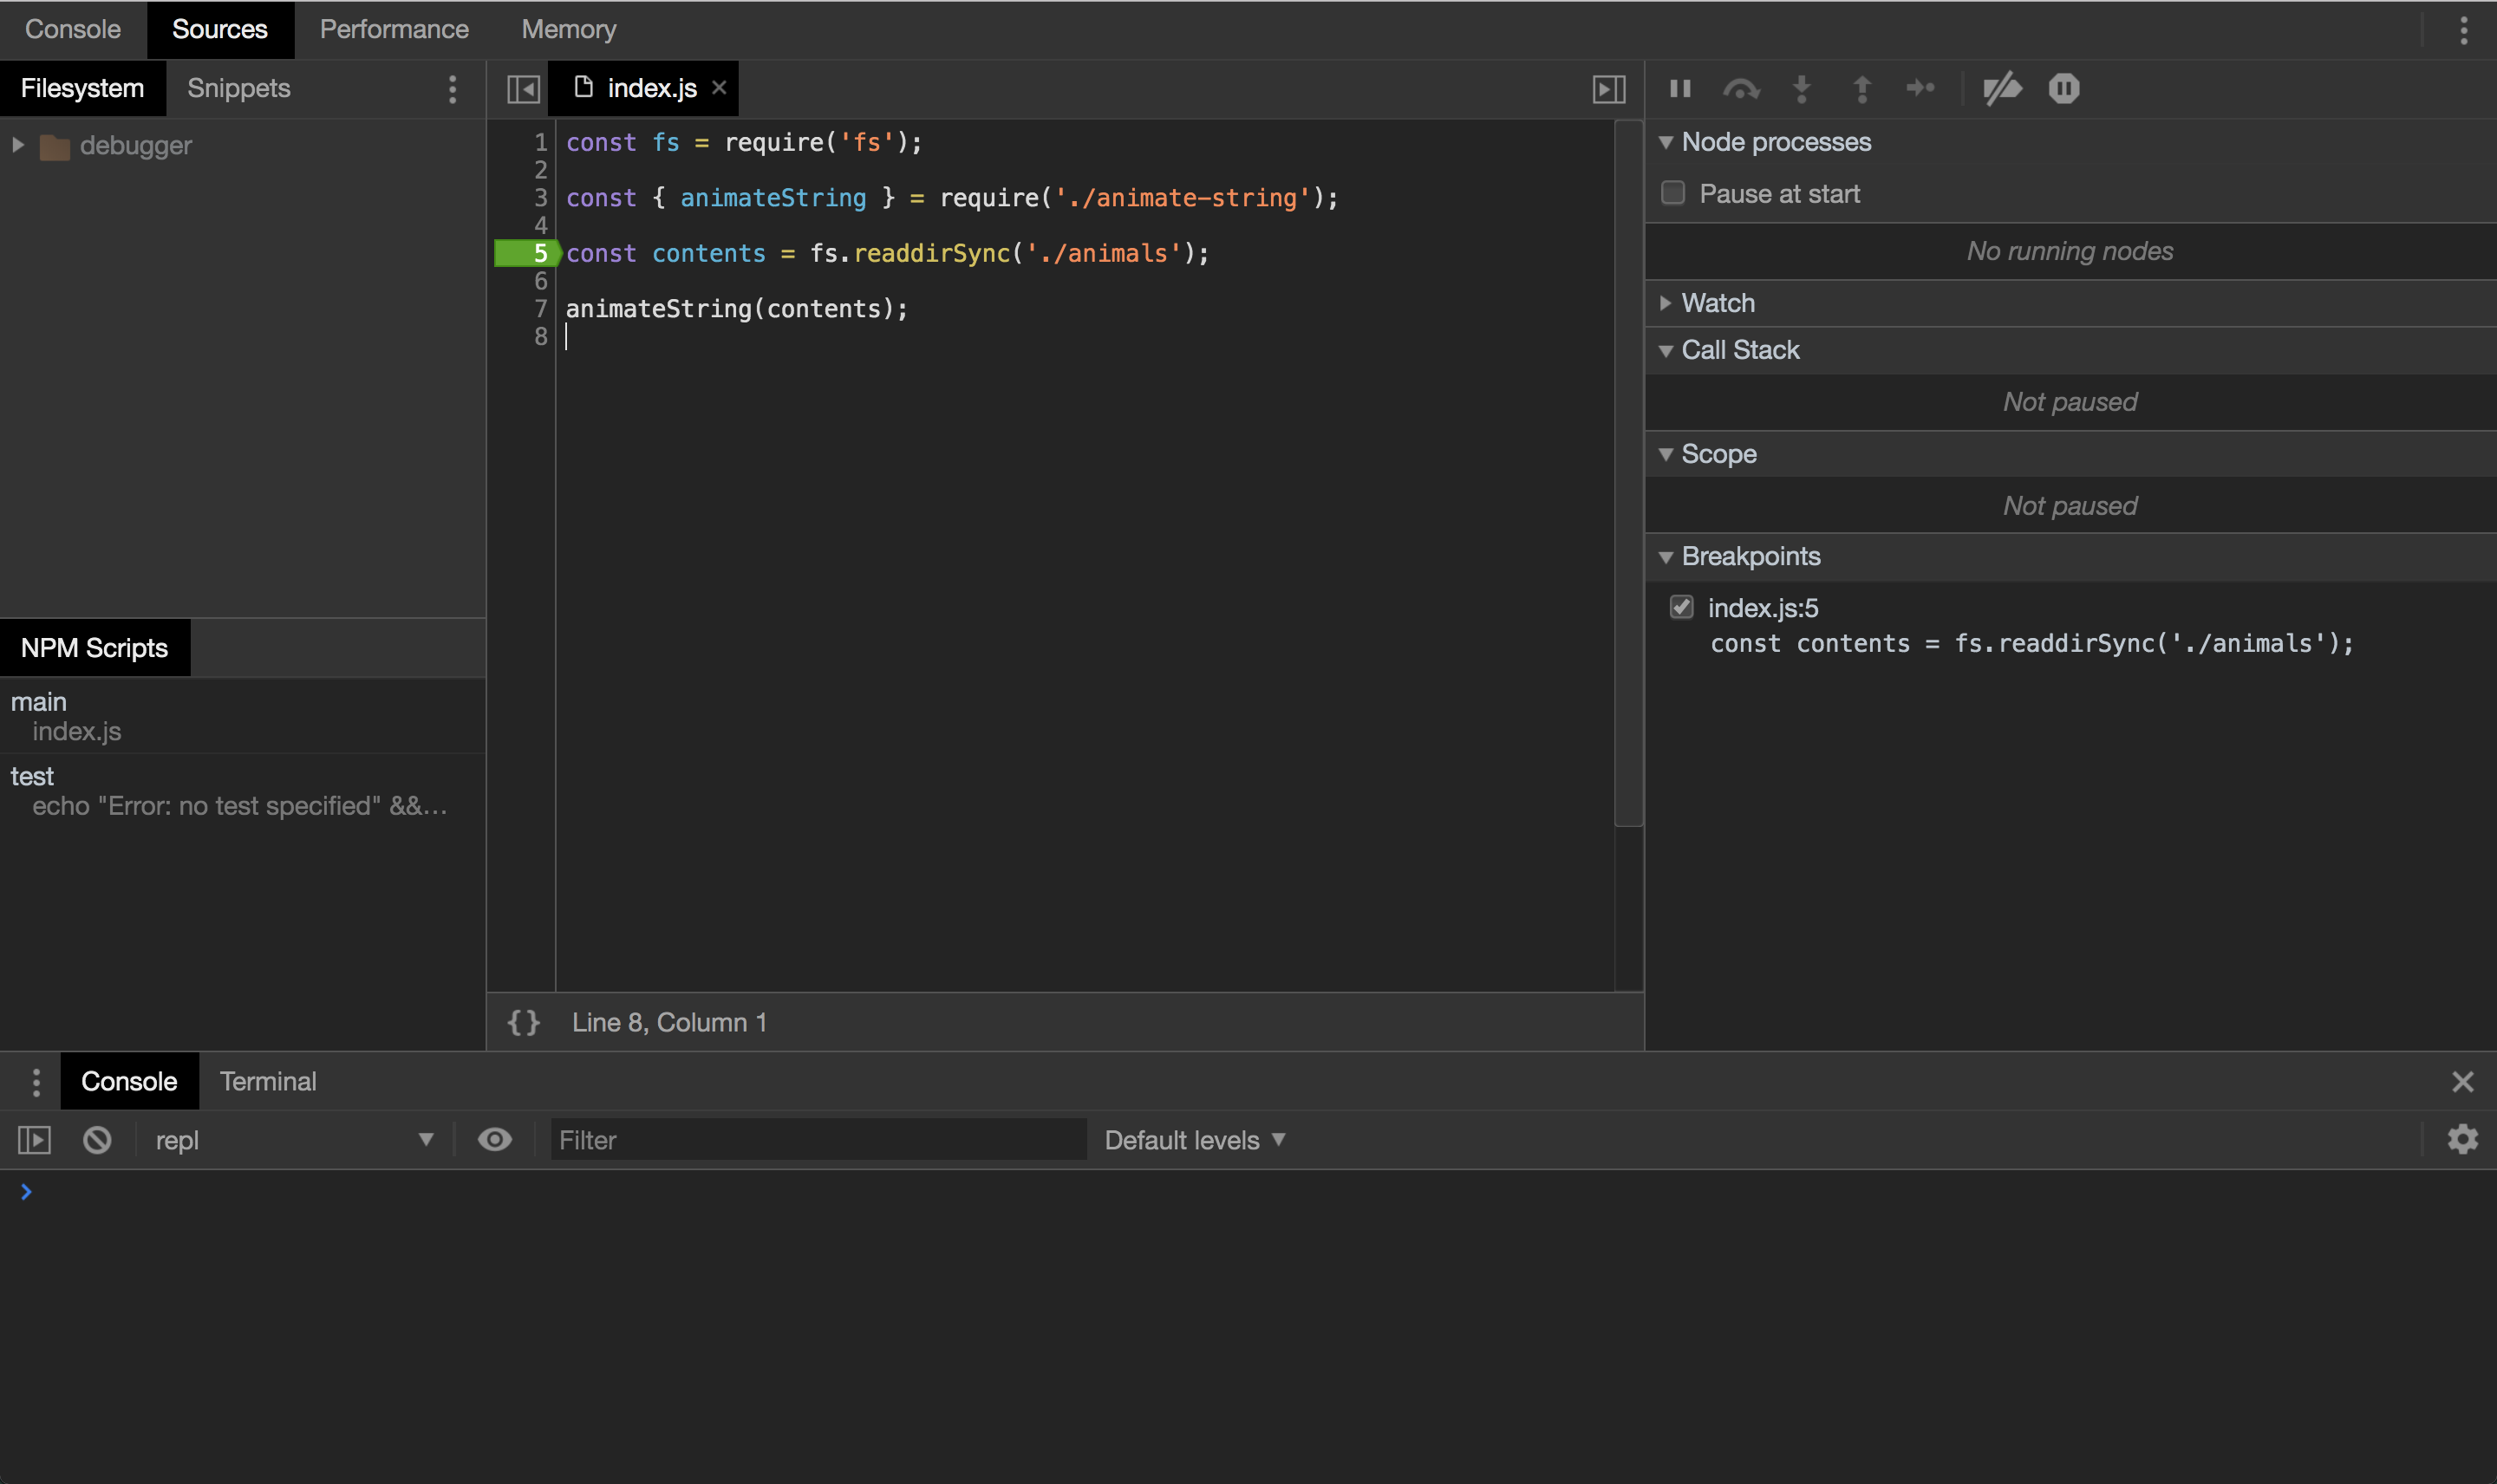 Console Sources Performance Memory
Filesystem Snippets
debugger
NPM Scripts
main
index.js
test
echo "Error: no test specified" &&...
index.js ×
1 const fs = require('fs');
2
3 const { animateString } = require('./animate-string');
4
5 const contents = fs.readdirSync('./animals');
6
7 animateString(contents);
8
{} Line 8, Column 1
Node processes
Pause at start
No running nodes
Watch
Call Stack
Not paused
Scope
Not paused
Breakpoints
index.js:5
const contents = fs.readdirSync('./animals');
Console Terminal
repl Filter Default levels